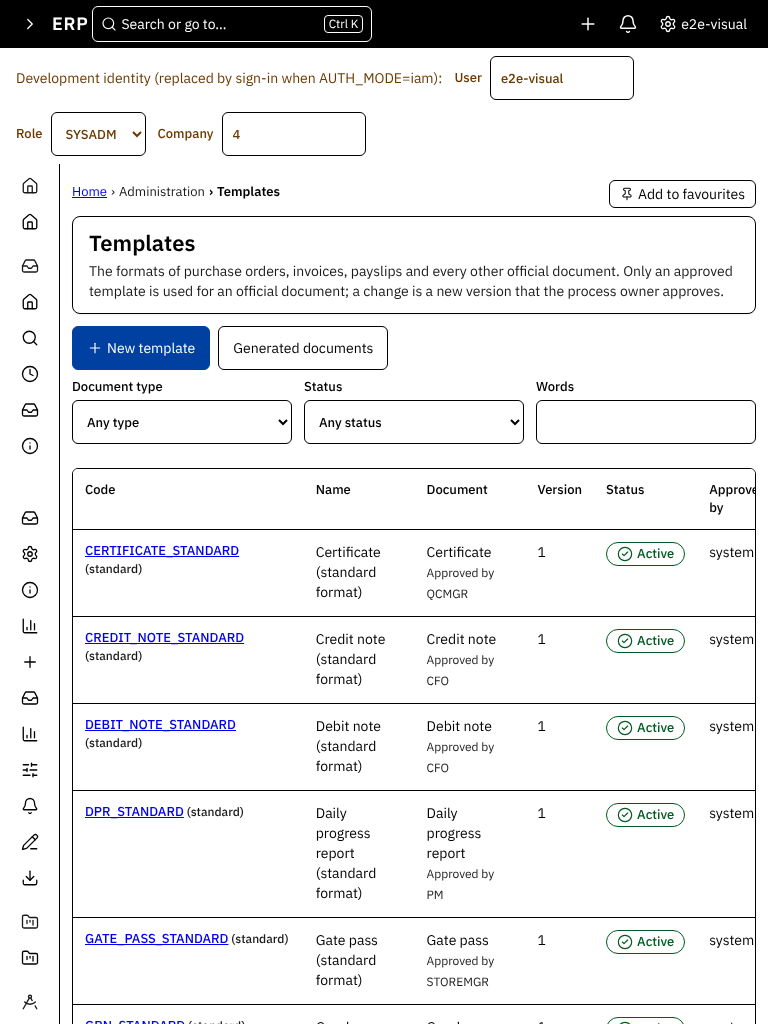 ERP
Search or go to... Ctrl K
e2e-visual
Development identity (replaced by sign-in when AUTH_MODE=iam): User e2e-visual
Role SYSADM Company 4
Home › Administration › Templates
Add to favourites
Templates
The formats of purchase orders, invoices, payslips and every other official document. Only an approved
template is used for an official document; a change is a new version that the process owner approves.
New template
Generated documents
Document type Status Words
Any type Any status
Code Name Document Version Status Approve
by
CERTIFICATE_STANDARD Certificate Certificate 1 Active system
(standard) (standard Approved by
format) QCMGR
CREDIT_NOTE_STANDARD Credit note Credit note 1 Active system
(standard) (standard Approved by
format) CFO
DEBIT_NOTE_STANDARD Debit note Debit note 1 Active system
(standard) (standard Approved by
format) CFO
DPR_STANDARD (standard) Daily Daily 1 Active system
progress progress
report report
(standard Approved by
format) PM
GATE_PASS_STANDARD (standard) Gate pass Gate pass 1 Active system
(standard Approved by
format) STOREMGR